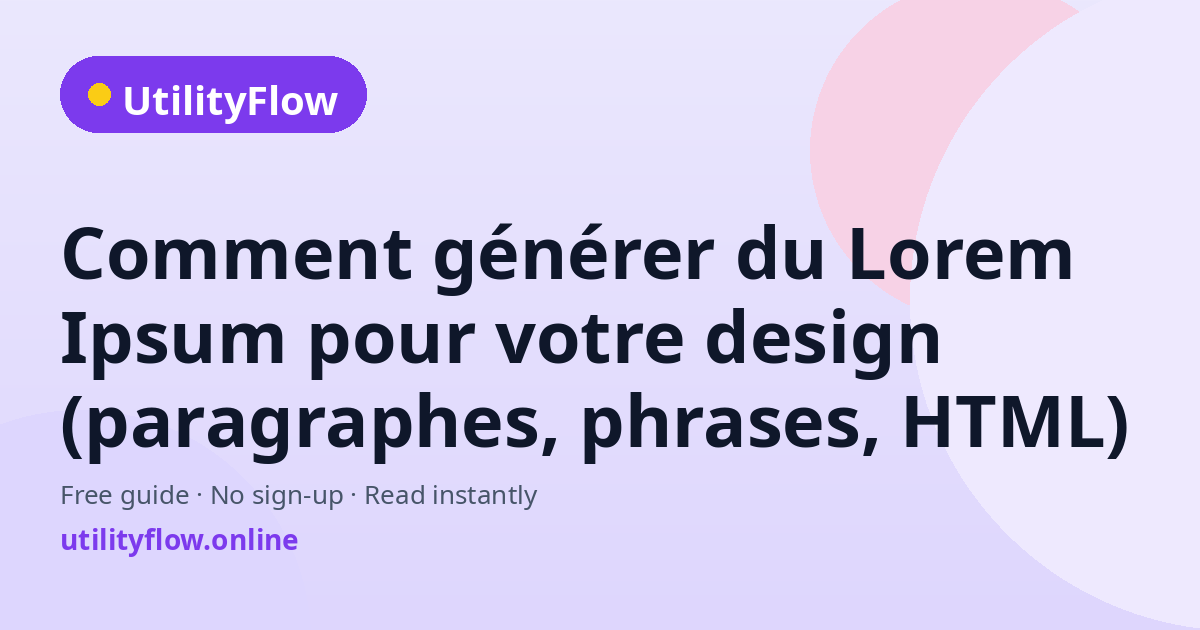 UtilityFlow
Comment générer du Lorem
Ipsum pour votre design
(paragraphes, phrases, HTML)
Free guide · No sign-up · Read instantly
utilityflow.online